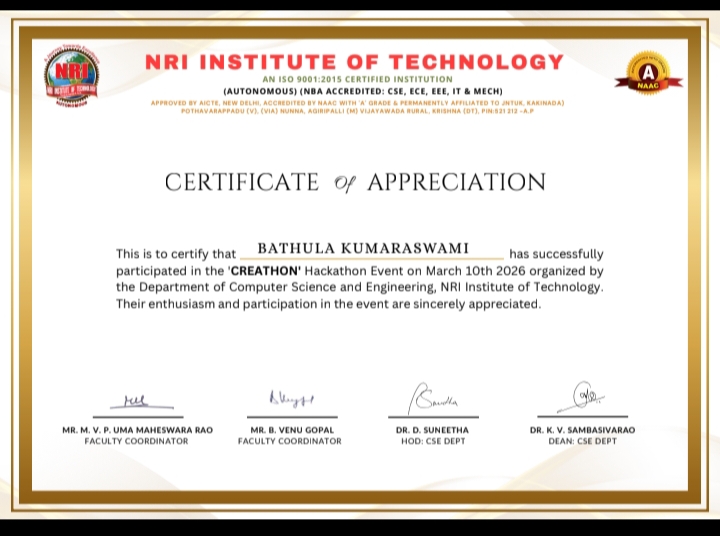 NRI INSTITUTE OF TECHNOLOGY
AN ISO 9001:2015 CERTIFIED INSTITUTION
(AUTONOMOUS) (NBA ACCREDITED: CSE, ECE, EEE, IT & MECH)
APPROVED BY AICTE, NEW DELHI, ACCREDITED BY NAAC WITH 'A' GRADE & PERMANENTLY AFFILIATED TO JNTUK, KAKINADA)
POTHAVARAPPADU (V), (VIA) NUNNA, AGIRIPALLI (M) VIJAYAWADA RURAL, KRISHNA (DT), PIN:521 212 -A.P
NRI
AUTONOMOUS
A
NAAC
CERTIFICATE of APPRECIATION
This is to certify that BATHULA KUMARASWAMI has successfully
participated in the 'CREATHON' Hackathon Event on March 10th 2026 organized by
the Department of Computer Science and Engineering, NRI Institute of Technology.
Their enthusiasm and participation in the event are sincerely appreciated.
MR. M. V. P. UMA MAHESWARA RAO
FACULTY COORDINATOR
MR. B. VENU GOPAL
FACULTY COORDINATOR
DR. D. SUNEETHA
HOD: CSE DEPT
DR. K. V. SAMBASIVARAO
DEAN: CSE DEPT